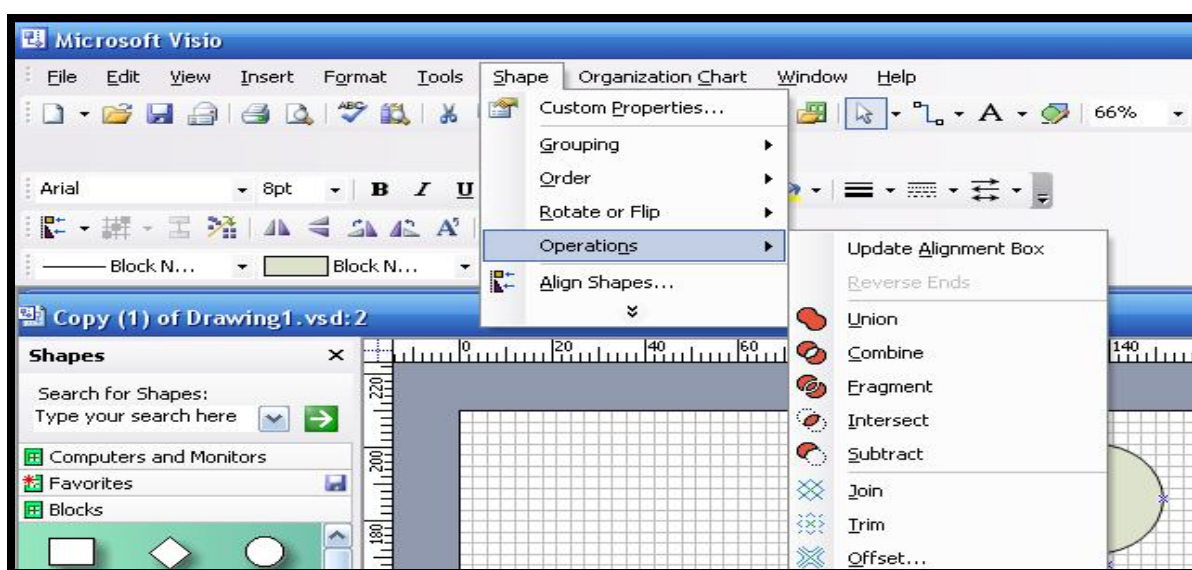 Microsoft Visio
File Edit View Insert Format Tools Shape Organization Chart Window Help
ABC 66%
Custom Properties...
Grouping
Order
Rotate or Flip
Operations
Align Shapes...
Arial 8pt B I U
Block N... Block N...
Update Alignment Box
Reverse Ends
Union
Combine
Fragment
Intersect
Subtract
Join
Trim
Offset...
Copy (1) of Drawing1.vsd:2
Shapes
Search for Shapes:
Type your search here
Computers and Monitors
Favorites
Blocks
0 20 40 60 140
220
200
180